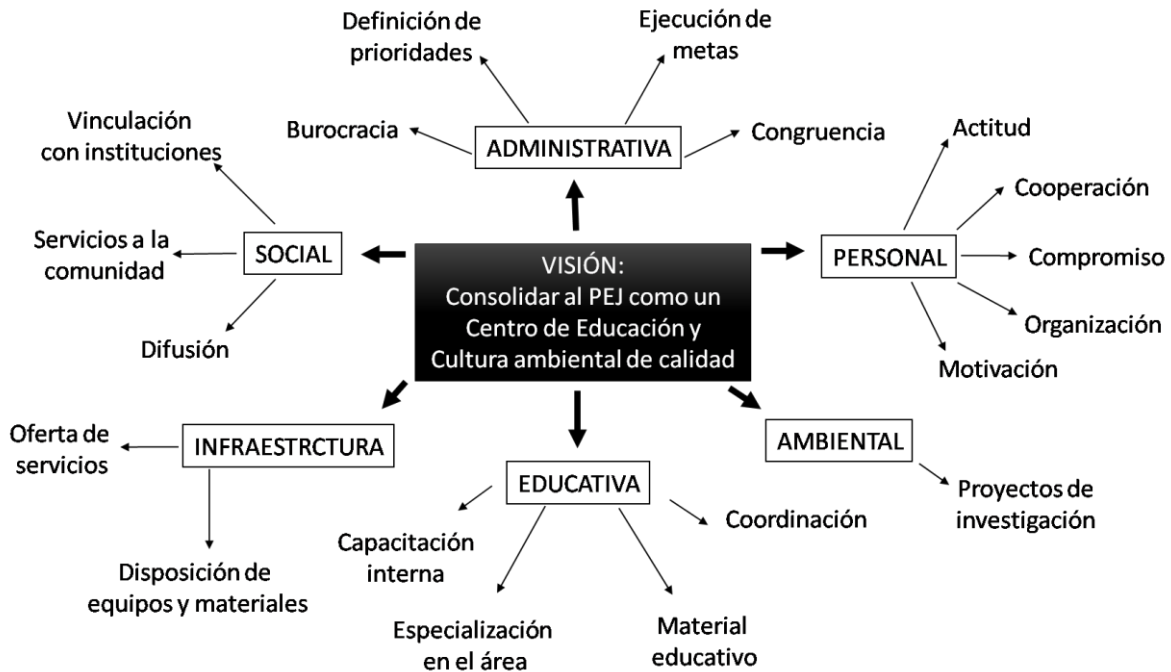 Definición de
prioridades
Ejecución de
metas
Burocracia
ADMINISTRATIVA
Congruencia
Vinculación
con instituciones
Servicios a la
comunidad
SOCIAL
Difusión
VISIÓN:
Consolidar al PEJ como un
Centro de Educación y
Cultura ambiental de calidad
Actitud
Cooperación
PERSONAL
Compromiso
Organización
Motivación
Oferta de
servicios
INFRAESTRCTURA
Disposición de
equipos y materiales
EDUCATIVA
Capacitación
interna
Especialización
en el área
Material
educativo
Coordinación
AMBIENTAL
Proyectos de
investigación